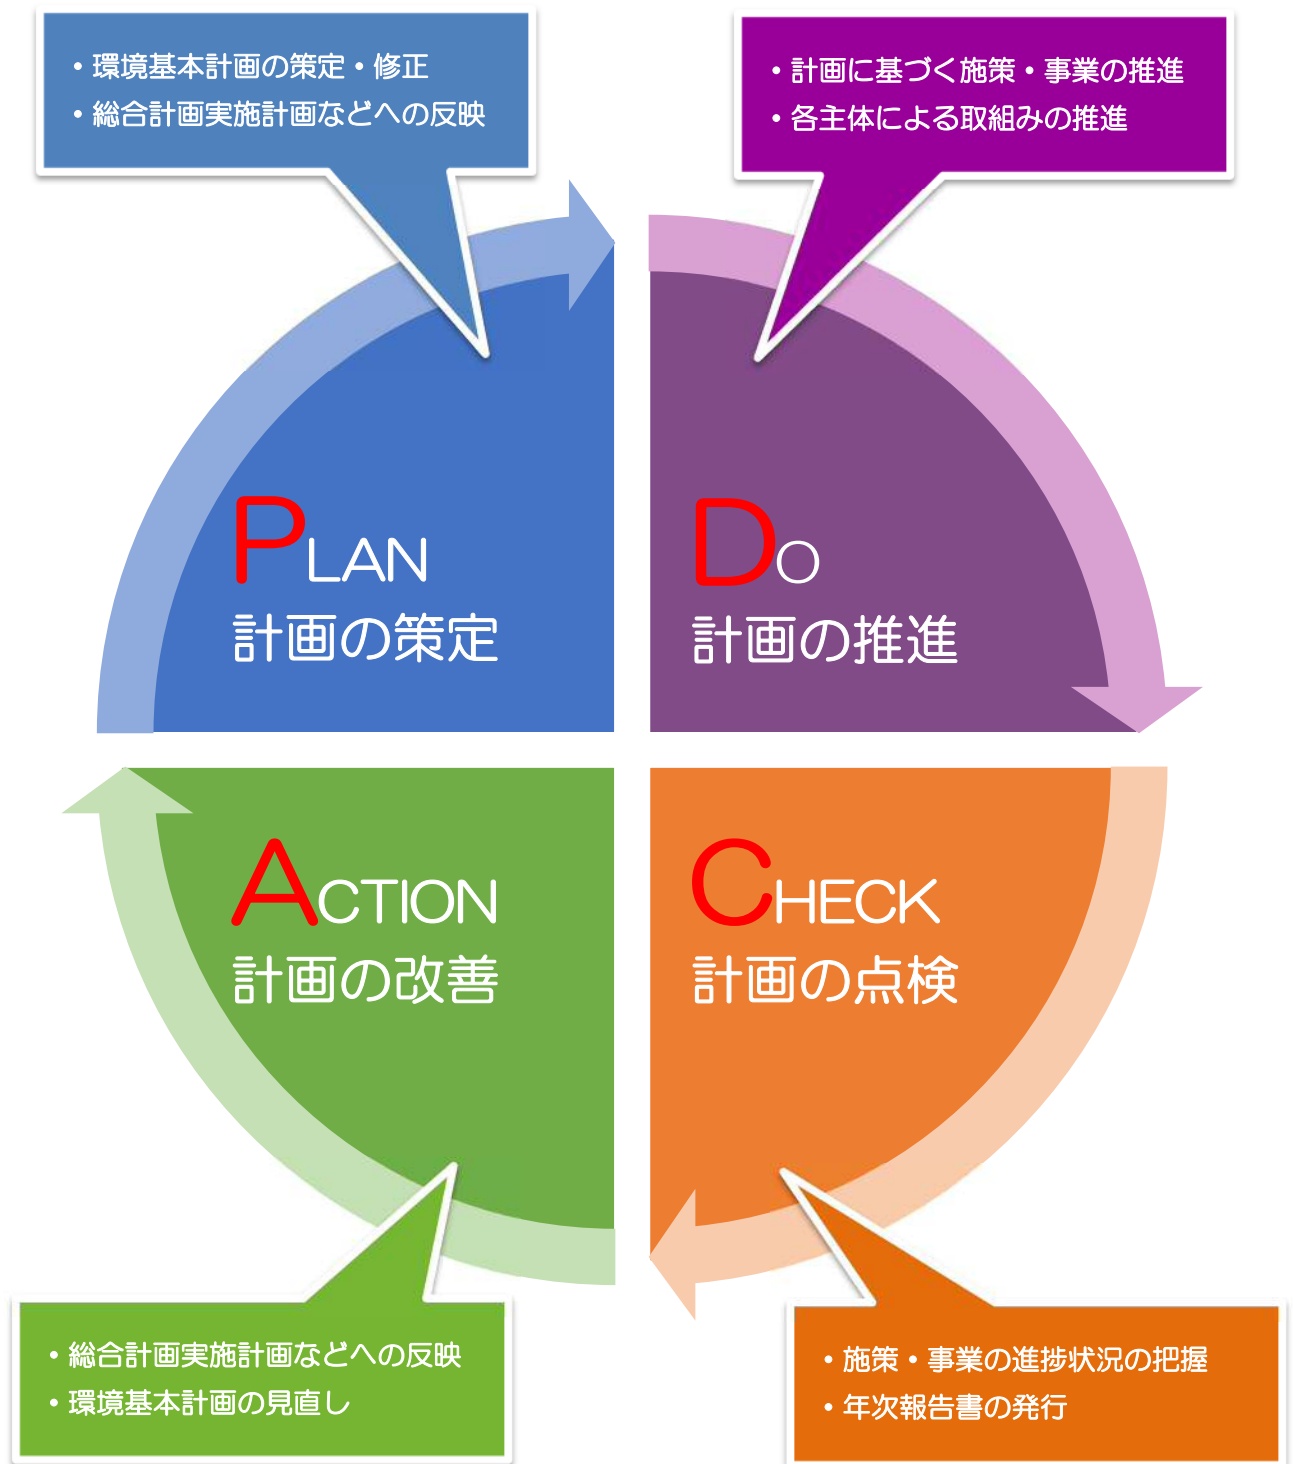 ・環境基本計画の策定・修正
・総合計画実施計画などへの反映
・計画に基づく施策・事業の推進
・各主体による取組みの推進
PLAN
計画の策定
DO
計画の推進
ACTION
計画の改善
CHECK
計画の点検
・総合計画実施計画などへの反映
・環境基本計画の見直し
・施策・事業の進捗状況の把握
・年次報告書の発行